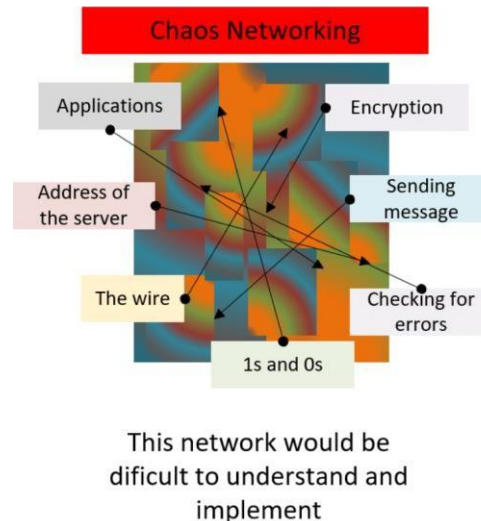 Chaos Networking
Applications
Encryption
Address of
the server
Sending
message
The wire
Checking for
errors
1s and 0s
This network would be
dificult to understand and
implement